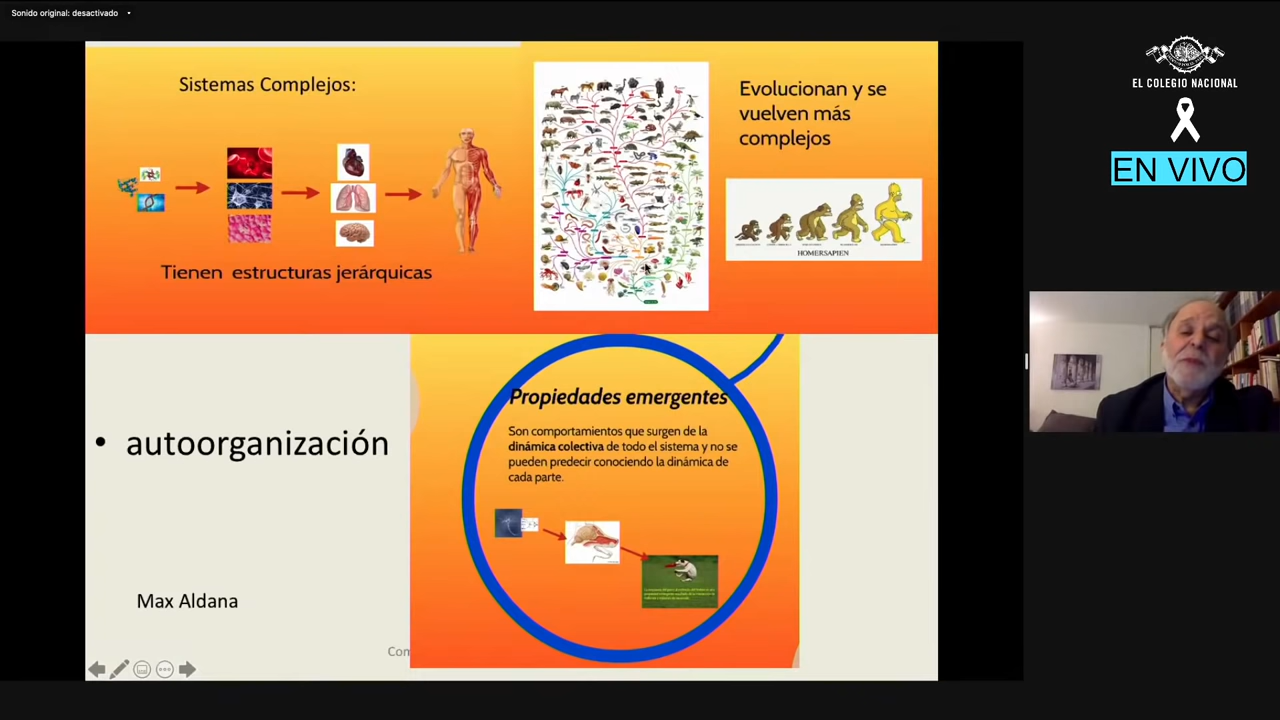 Sonido original: desactivado
EL COLEGIO NACIONAL
EN VIVO
Sistemas Complejos:
Tienen estructuras jerárquicas
Evolucionan y se
vuelven más
complejos
HOMERSAPIEN
• autoorganización
Max Aldana
Propiedades emergentes
Son comportamientos que surgen de la
dinámica colectiva de todo el sistema y no se
pueden predecir conociendo la dinámica de
cada parte.